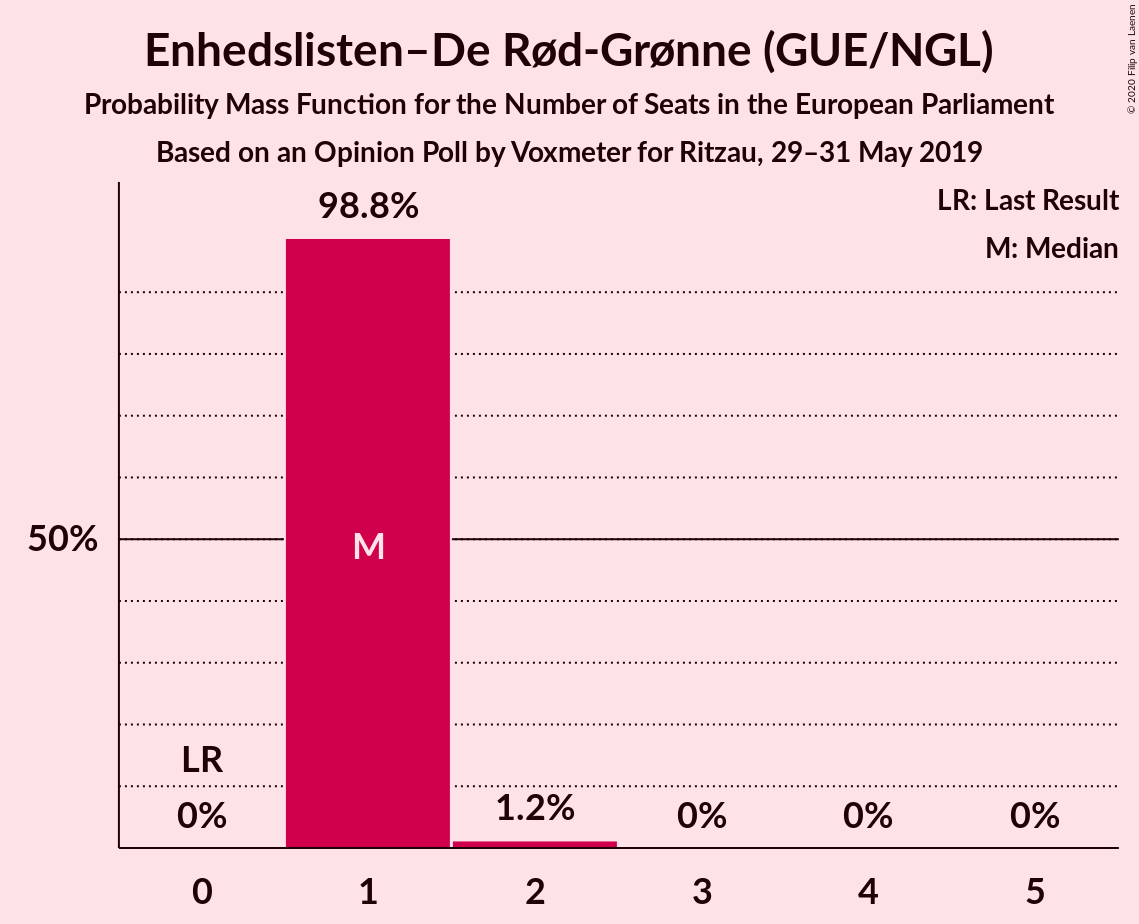 Enhedslisten–De Rød-Grønne (GUE/NGL)
Probability Mass Function for the Number of Seats in the European Parliament
Based on an Opinion Poll by Voxmeter for Ritzau, 29–31 May 2019
© 2020 Filip van Laenen
LR: Last Result
M: Median
98.8%
50%
M
LR
0%
1.2%
0%
0%
0%
0
1
2
3
4
5